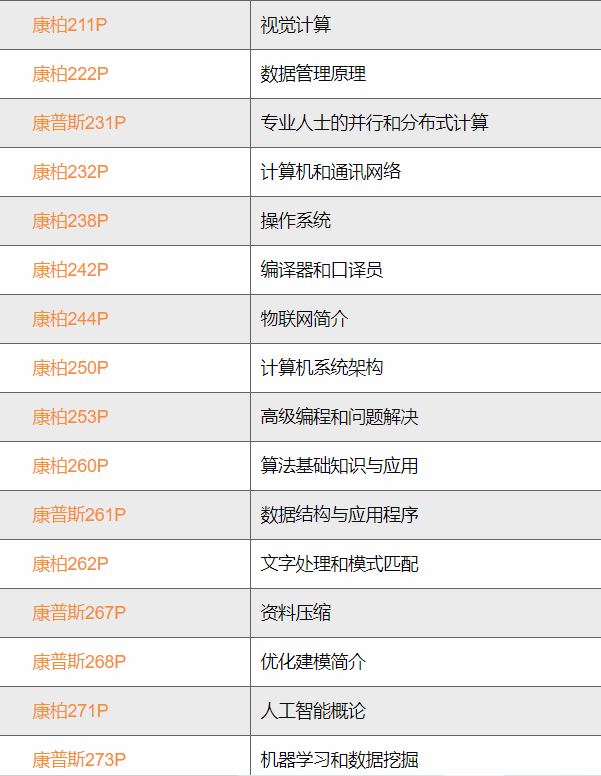 康柏211P 视觉计算
康柏222P 数据管理原理
康普斯231P 专业人士的并行和分布式计算
康柏232P 计算机和通讯网络
康柏238P 操作系统
康柏242P 编译器和口译员
康柏244P 物联网简介
康柏250P 计算机系统架构
康柏253P 高级编程和问题解决
康柏260P 算法基础知识与应用
康普斯261P 数据结构与应用程序
康柏262P 文字处理和模式匹配
康普斯267P 资料压缩
康普斯268P 优化建模简介
康柏271P 人工智能概论
康普斯273P 机器学习和数据挖掘